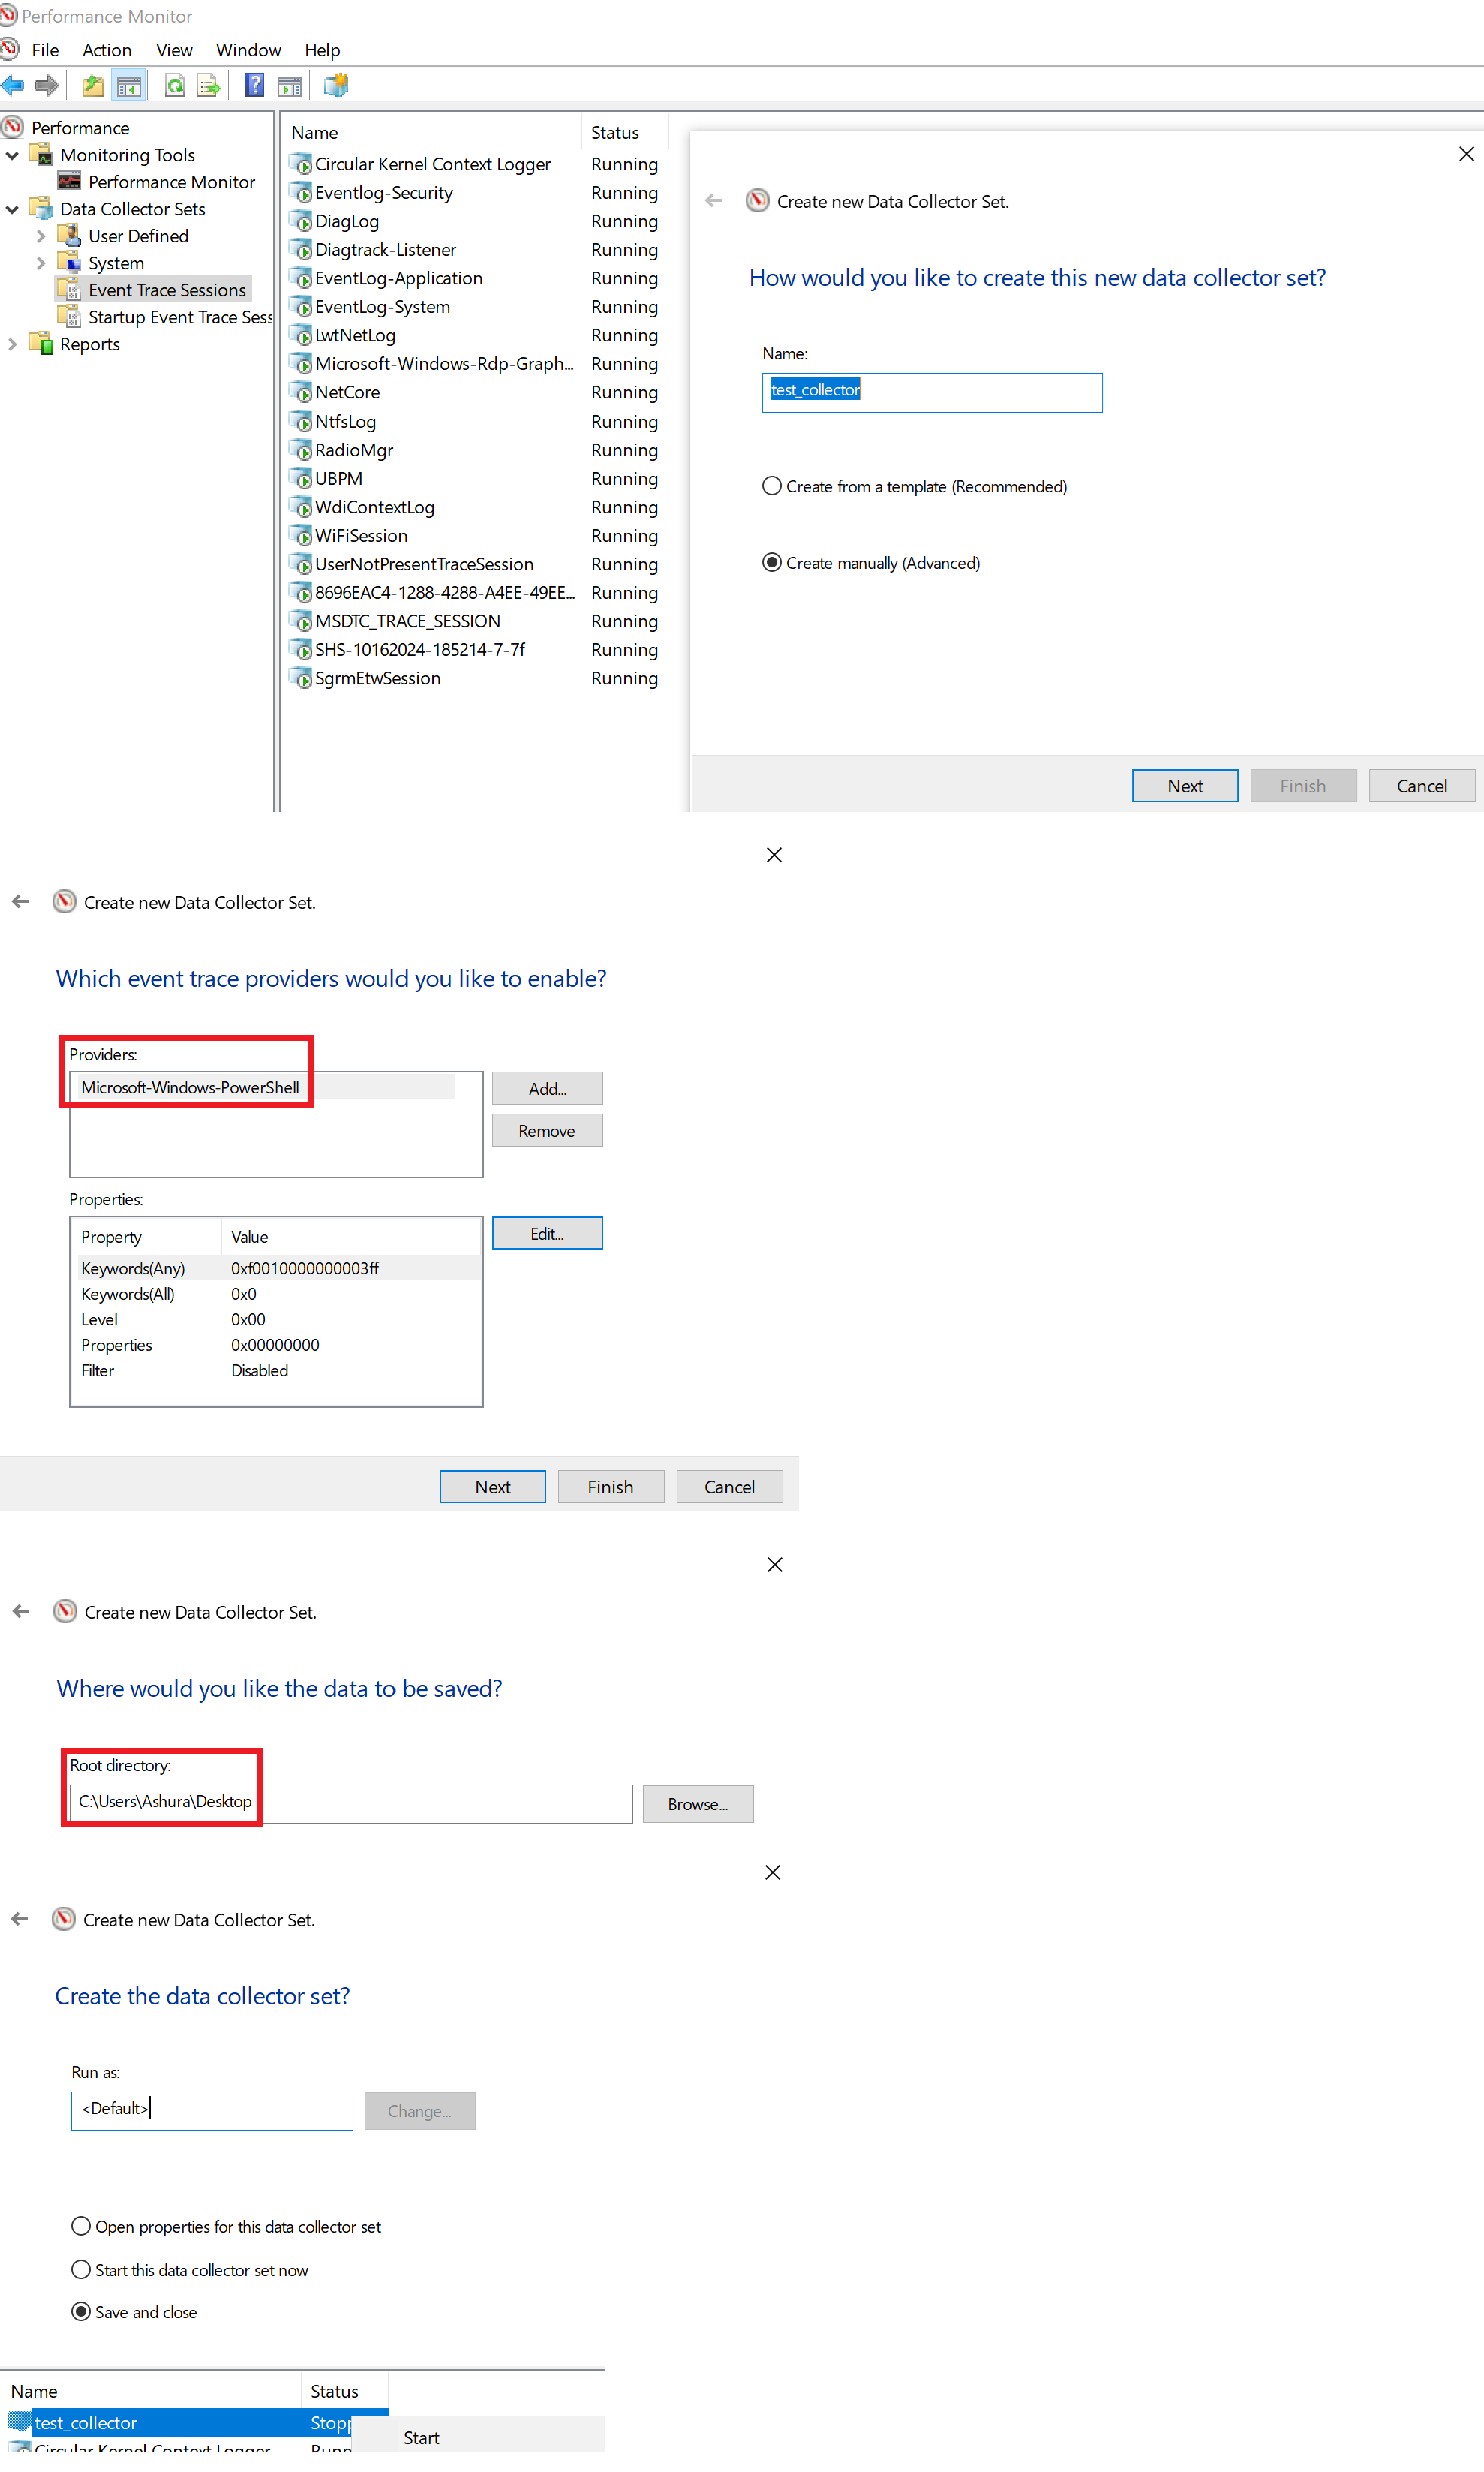 Performance Monitor
File Action View Window Help
Performance
Monitoring Tools
Performance Monitor
Data Collector Sets
User Defined
System
Event Trace Sessions
Startup Event Trace Sess
Reports
Name Status
Circular Kernel Context Logger Running
Eventlog-Security Running
DiagLog Running
Diagtrack-Listener Running
EventLog-Application Running
EventLog-System Running
LwtNetLog Running
Microsoft-Windows-Rdp-Graph... Running
NetCore Running
NtfsLog Running
RadioMgr Running
UBPM Running
WdiContextLog Running
WiFiSession Running
UserNotPresentTraceSession Running
8696EAC4-1288-4288-A4EE-49EE... Running
MSDTC_TRACE_SESSION Running
SHS-10162024-185214-7-7f Running
SgrmEtwSession Running
Create new Data Collector Set.
How would you like to create this new data collector set?
Name:
test_collector
Create from a template (Recommended)
Create manually (Advanced)
Next Finish Cancel
Create new Data Collector Set.
Which event trace providers would you like to enable?
Providers:
Microsoft-Windows-PowerShell
Add...
Remove
Properties:
Property Value
Edit...
Keywords(Any) 0xf0010000000003ff
Keywords(All) 0x0
Level 0x00
Properties 0x00000000
Filter Disabled
Next Finish Cancel
Create new Data Collector Set.
Where would you like the data to be saved?
Root directory:
C:\Users\Ashura\Desktop
Browse...
Create new Data Collector Set.
Create the data collector set?
Run as:
<Default>
Change...
Open properties for this data collector set
Start this data collector set now
Save and close
Name Status
test_collector Stopp
Start
Circular Kernel Context Logger Runn